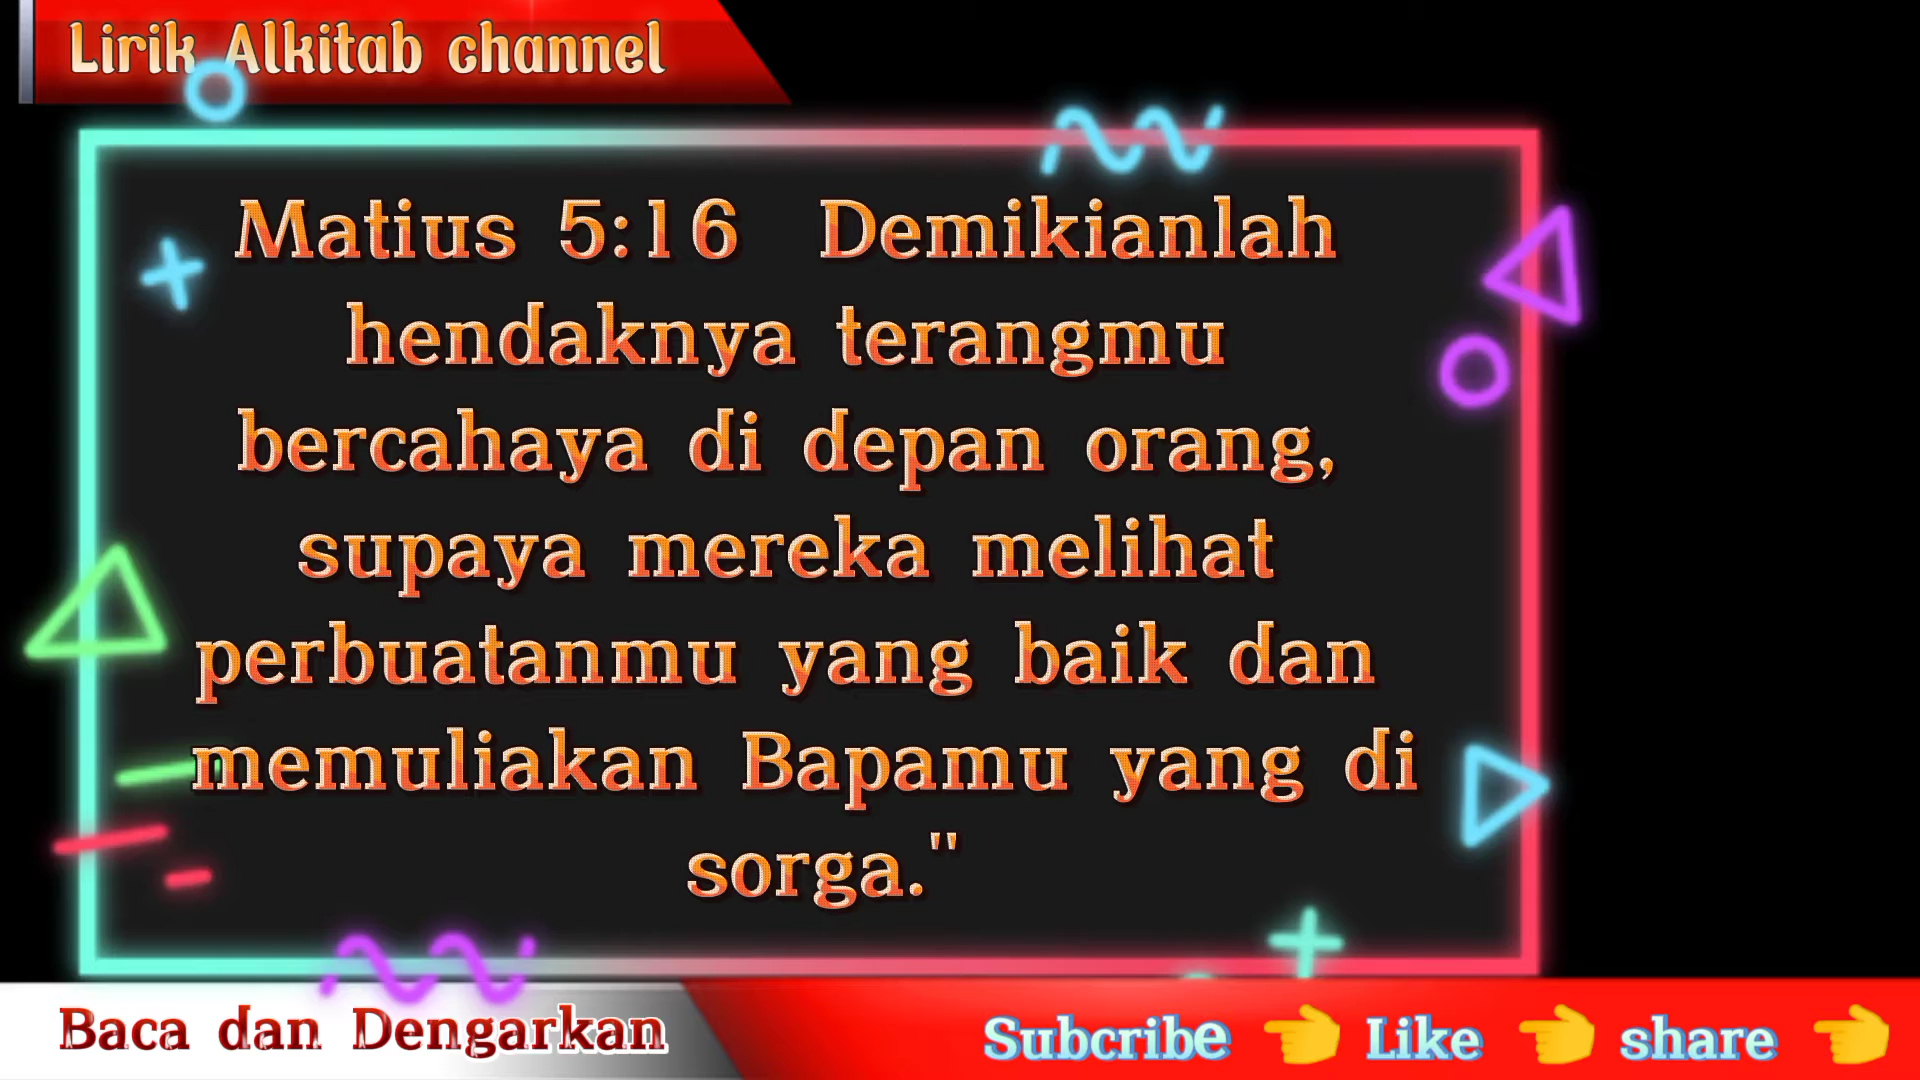 Lirik Alkitab channel
Matius 5:16 Demikianlah
hendaknya terangmu
bercahaya di depan orang,
supaya mereka melihat
perbuatanmu yang baik dan
memuliakan Bapamu yang di
sorga."
Baca dan Dengarkan
Subcribe 👈 Like 👈 share 👈